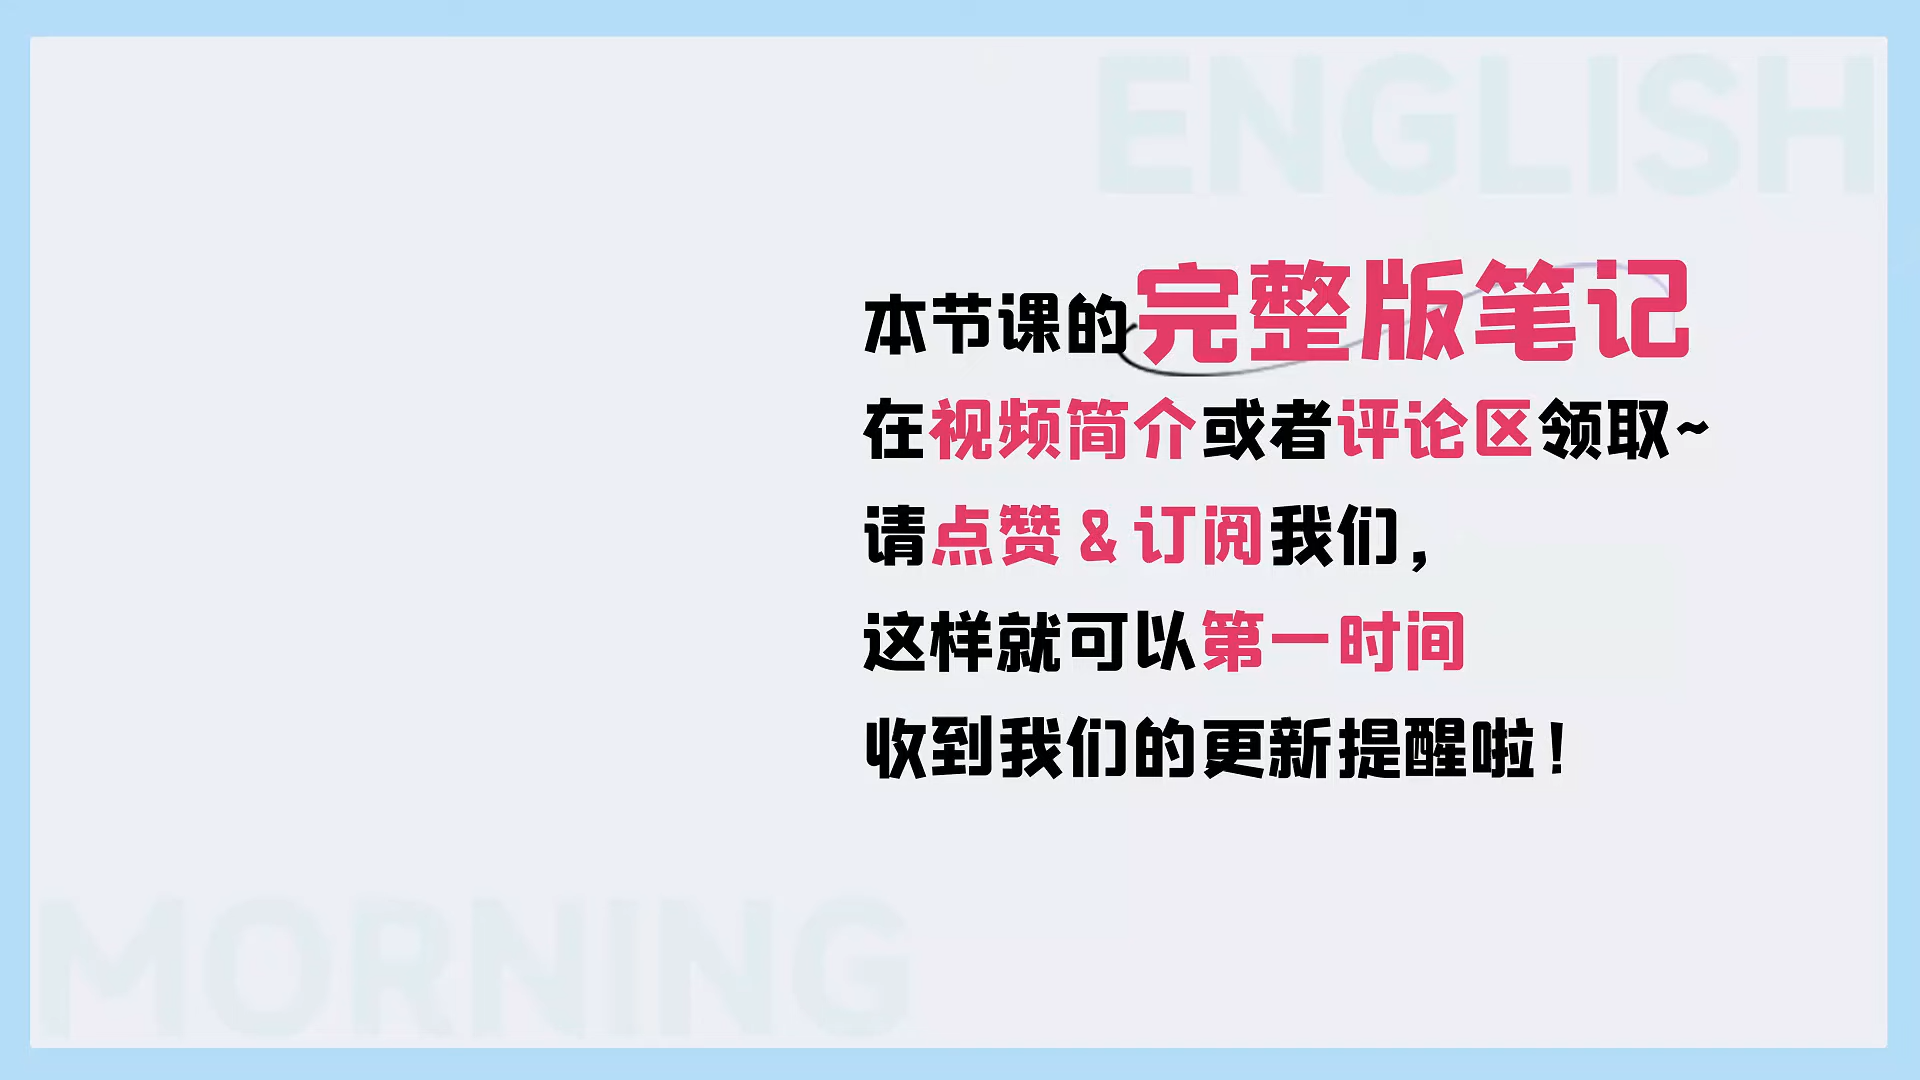 ENGLISH
本节课的完整版笔记
在视频简介或者评论区领取~
请点赞&订阅我们，
这样就可以第一时间
收到我们的更新提醒啦！
MORNING